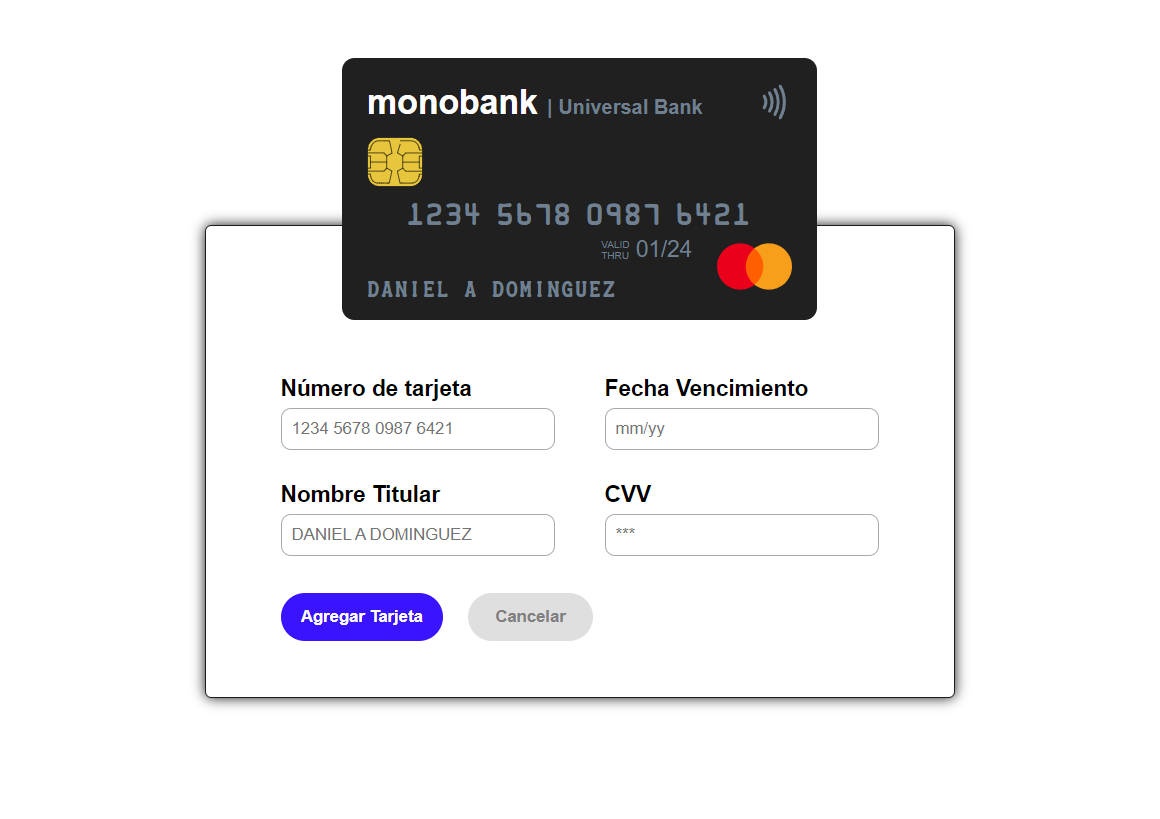 monobank | Universal Bank
1234 5678 0987 6421
VALID THRU 01/24
DANIEL A DOMINGUEZ
Número de tarjeta
1234 5678 0987 6421
Fecha Vencimiento
mm/yy
Nombre Titular
DANIEL A DOMINGUEZ
CVV
***
Agregar Tarjeta
Cancelar